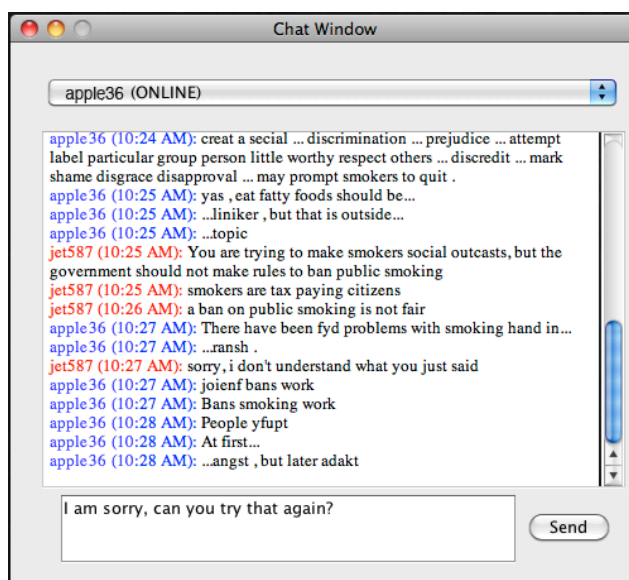 Chat Window
apple36 (ONLINE)
apple36 (10:24 AM): creat a secial ... discrimination ... prejudice ... attempt
label particular group person little worthy respect others ... discredit ... mark
shame disgrace disapproval ... may prompt smokers to quit .
apple36 (10:25 AM): yas , eat fatty foods should be...
apple36 (10:25 AM): ...liniker , but that is outside...
apple36 (10:25 AM): ...topic
jet587 (10:25 AM): You are trying to make smokers social outcasts, but the
government should not make rules to ban public smoking
jet587 (10:25 AM): smokers are tax paying citizens
jet587 (10:26 AM): a ban on public smoking is not fair
apple36 (10:27 AM): There have been fyd problems with smoking hand in...
apple36 (10:27 AM): ...ransh .
jet587 (10:27 AM): sorry, i don't understand what you just said
apple36 (10:27 AM): joienf bans work
apple36 (10:27 AM): Bans smoking work
apple36 (10:28 AM): People yfupt
apple36 (10:28 AM): At first...
apple36 (10:28 AM): ...angst , but later adakt
I am sorry, can you try that again?
Send